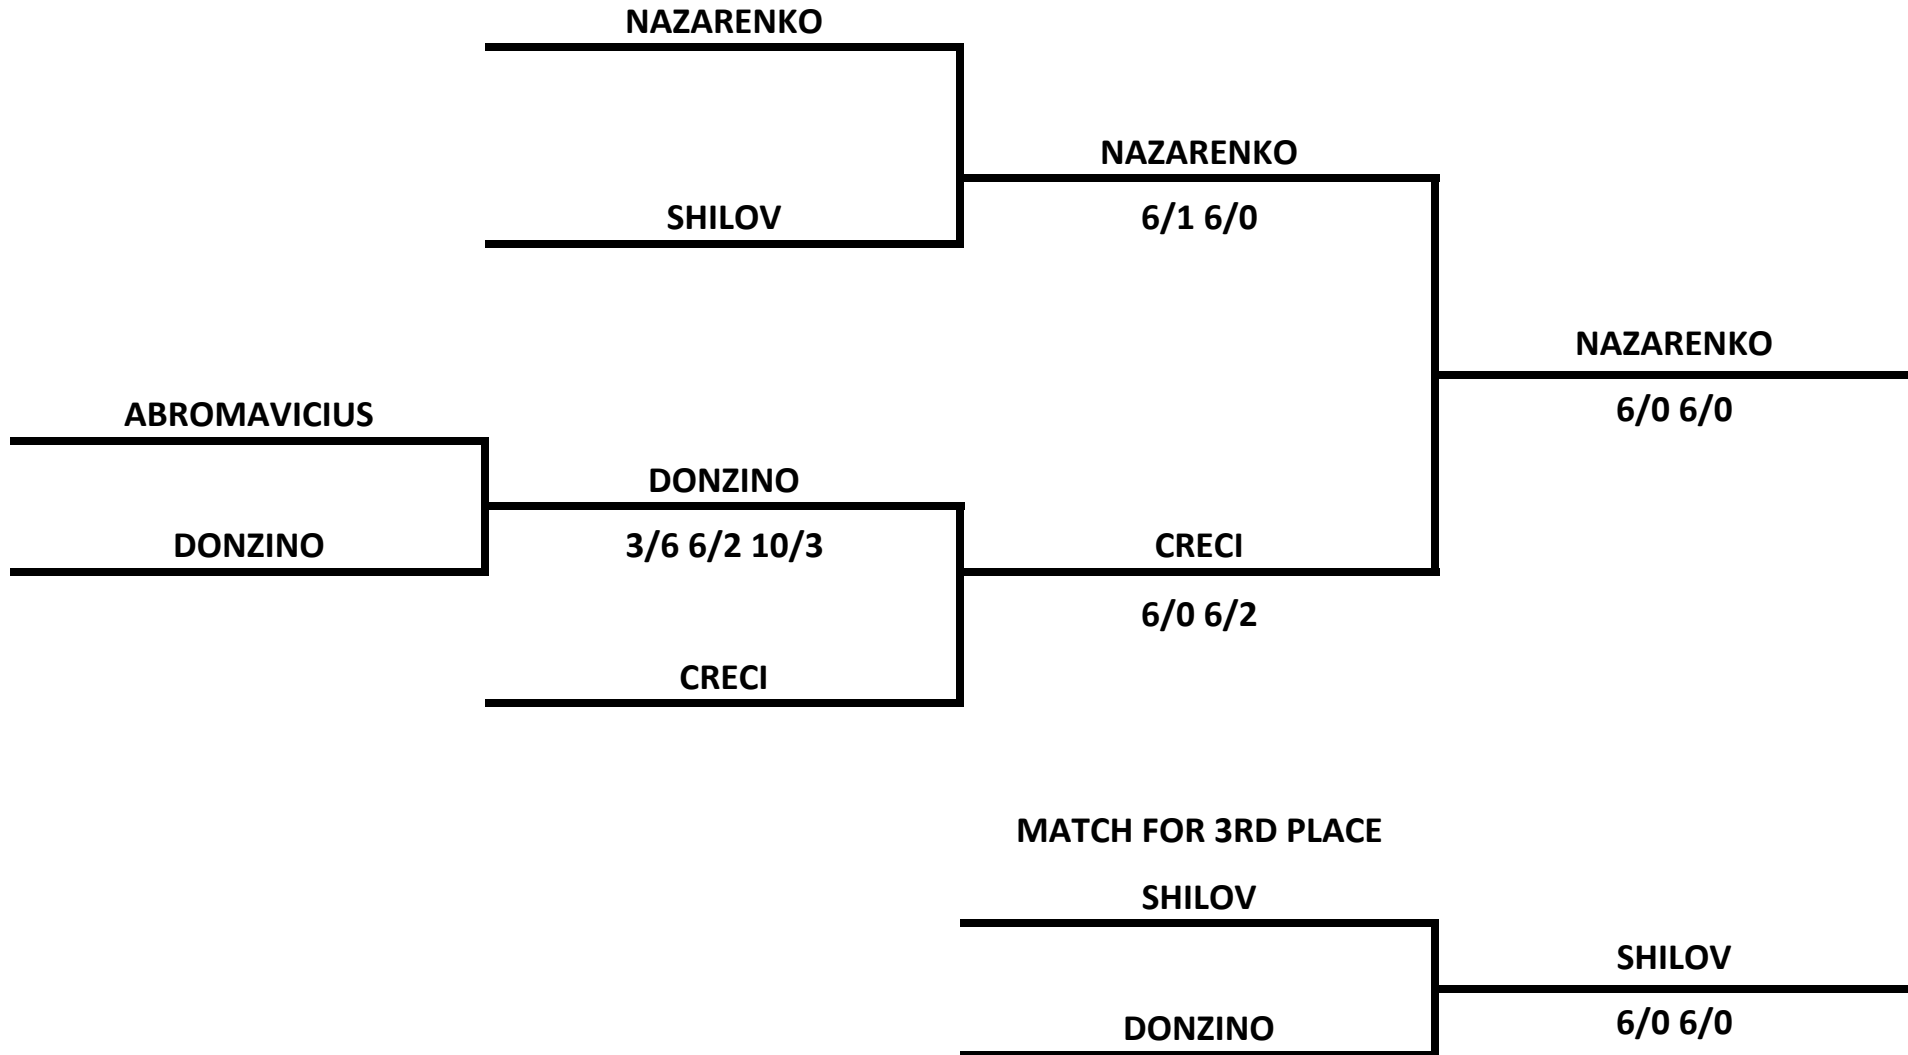 NAZARENKO
NAZARENKO
SHILOV
6/1 6/0
NAZARENKO
ABROMAVICIUS
6/0 6/0
DONZINO
DONZINO
3/6 6/2 10/3
CRECI
6/0 6/2
CRECI
MATCH FOR 3RD PLACE
SHILOV
SHILOV
DONZINO
6/0 6/0